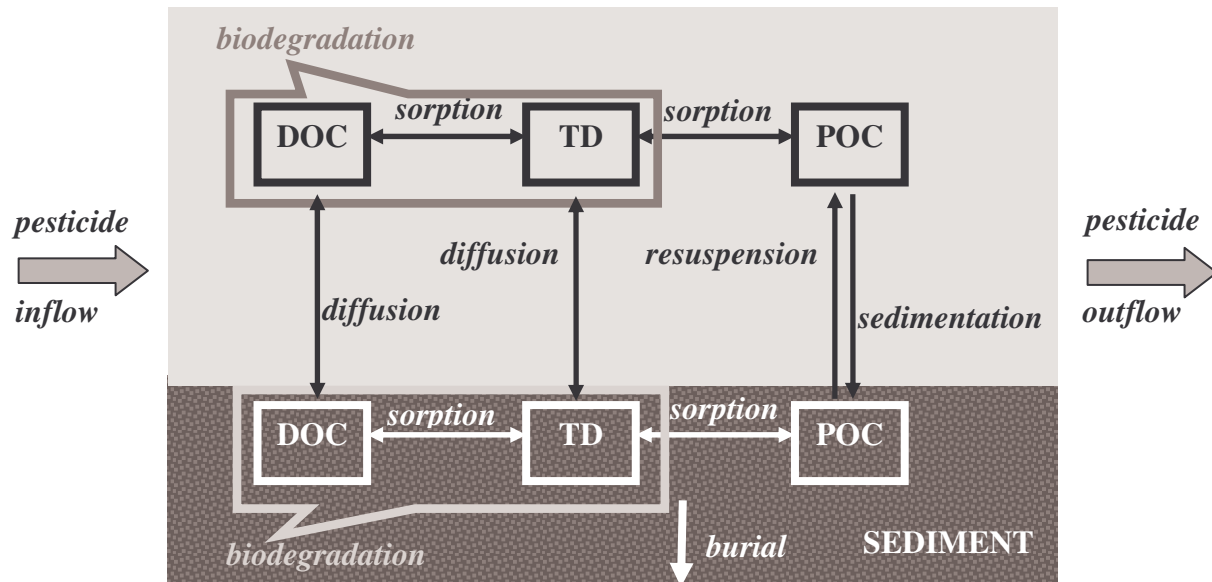 biodegradation
sorption
sorption
DOC
TD
POC
pesticide
inflow
diffusion
diffusion
resuspension
sedimentation
pesticide
outflow
sorption
sorption
DOC
TD
POC
biodegradation
burial
SEDIMENT